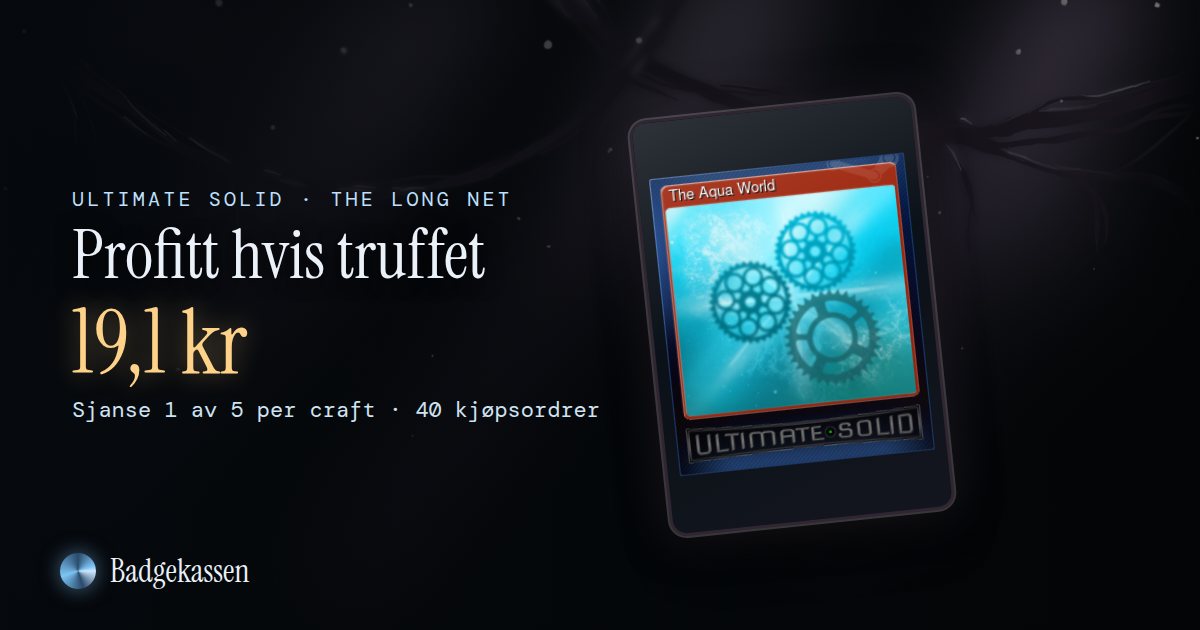 ULTIMATE SOLID · THE LONG NET
Profitt hvis truffet
19,1 kr
Sjanse 1 av 5 per craft · 40 kjøpsordrer
Badgekassen
The Aqua World
ULTIMATE SOLID